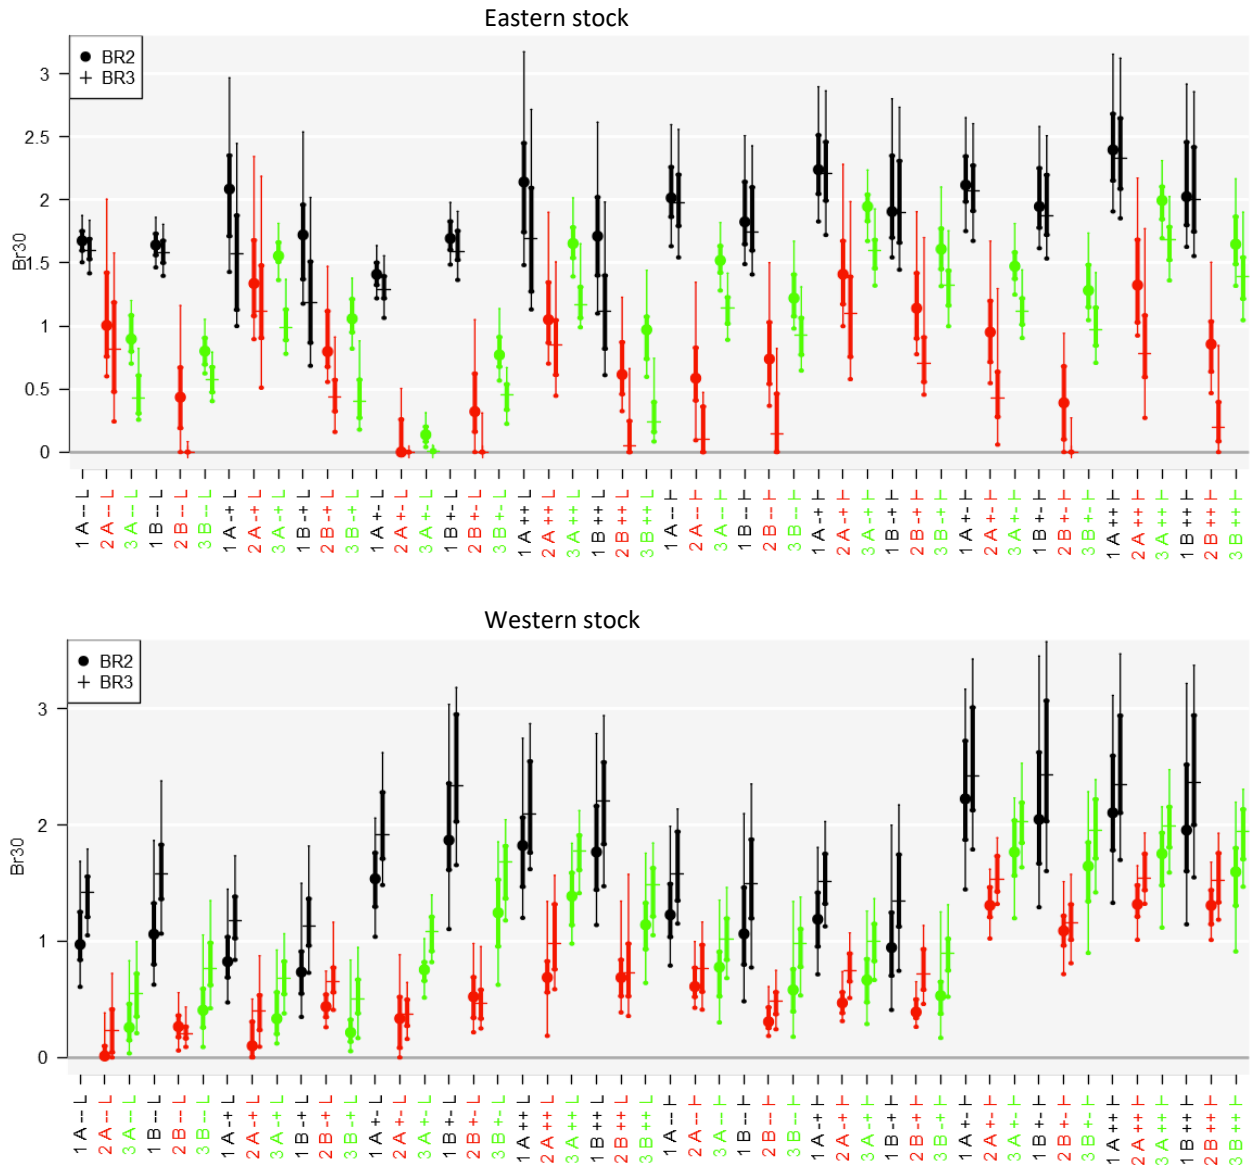 Eastern stock
BR2
BR3
Br30
3
2.5
2
1.5
1
0.5
0
1 A -- L
2 A -- L
3 A -- L
1 B -- L
2 B -- L
3 B -- L
1 A -+ L
2 A -+ L
3 A -+ L
1 B -+ L
2 B -+ L
3 B -+ L
1 A +- L
2 A +- L
3 A +- L
1 B +- L
2 B +- L
3 B +- L
1 A ++ L
2 A ++ L
3 A ++ L
1 B ++ L
2 B ++ L
3 B ++ L
1 A -- H
2 A -- H
3 A -- H
1 B -- H
2 B -- H
3 B -- H
1 A -+ H
2 A -+ H
3 A -+ H
1 B -+ H
2 B -+ H
3 B -+ H
1 A +- H
2 A +- H
3 A +- H
1 B +- H
2 B +- H
3 B +- H
1 A ++ H
2 A ++ H
3 A ++ H
1 B ++ H
2 B ++ H
3 B ++ H
Western stock
BR2
BR3
Br30
3
2
1
0
1 A -- L
2 A -- L
3 A -- L
1 B -- L
2 B -- L
3 B -- L
1 A -+ L
2 A -+ L
3 A -+ L
1 B -+ L
2 B -+ L
3 B -+ L
1 A +- L
2 A +- L
3 A +- L
1 B +- L
2 B +- L
3 B +- L
1 A ++ L
2 A ++ L
3 A ++ L
1 B ++ L
2 B ++ L
3 B ++ L
1 A -- H
2 A -- H
3 A -- H
1 B -- H
2 B -- H
3 B -- H
1 A -+ H
2 A -+ H
3 A -+ H
1 B -+ H
2 B -+ H
3 B -+ H
1 A +- H
2 A +- H
3 A +- H
1 B +- H
2 B +- H
3 B +- H
1 A ++ H
2 A ++ H
3 A ++ H
1 B ++ H
2 B ++ H
3 B ++ H